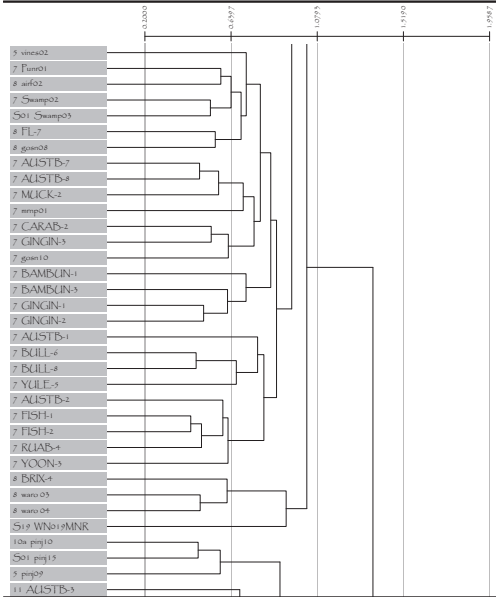 0.2000 0.6397 1.0793 1.5190 1.9587
5 vines02
7 Punr01
8 airf02
7 Swamp02
S01 Swamp03
8 FL-7
8 gosn08
7 AUSTB-7
7 AUSTB-8
7 MUCK-2
7 mmp01
7 CARAB-2
7 GINGIN-3
7 gosn10
7 BAMBUN-1
7 BAMBUN-3
7 GINGIN-1
7 GINGIN-2
7 AUSTB-1
7 BULL-6
7 BULL-8
7 YULE-5
7 AUSTB-2
7 FISH-1
7 FISH-2
7 RUAB-4
7 YOON-3
8 BRIX-4
8 waro 03
8 waro 04
S19 WN019MNR
10a pinj10
S01 pinj15
5 pinj09
11 AUSTB-3